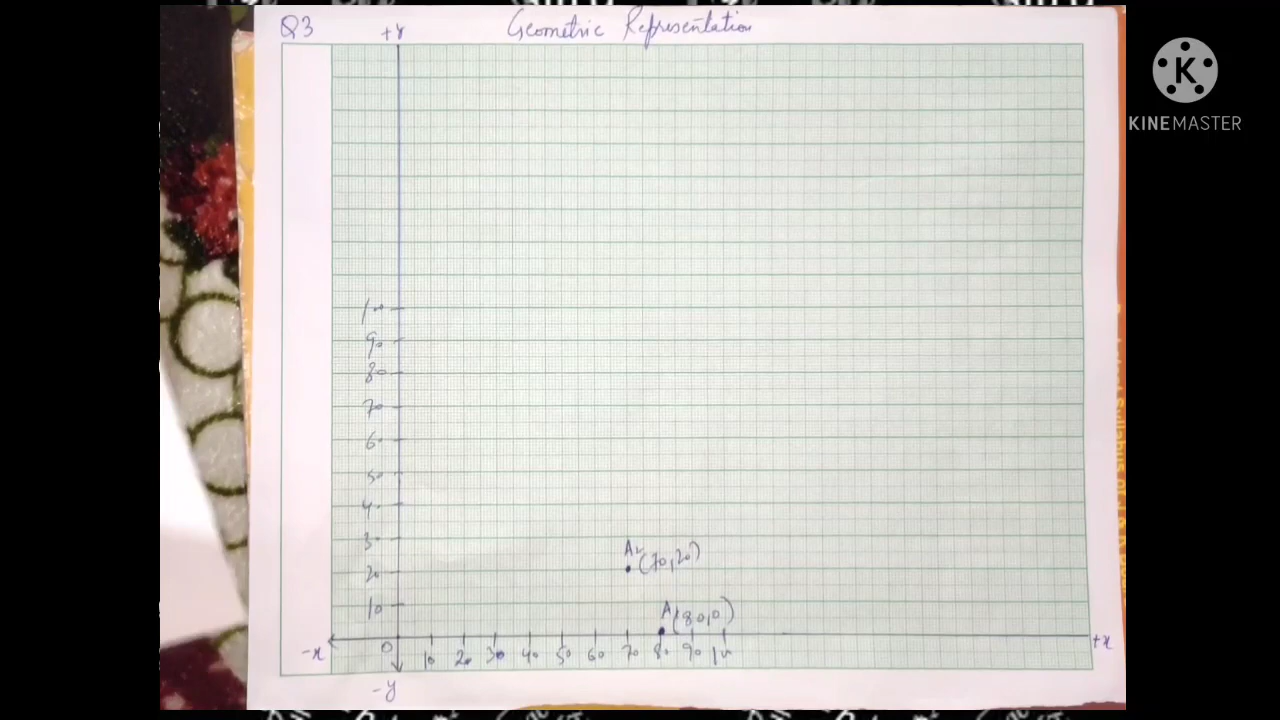 Q3 Geometric Representation
+Y
KINEMASTER
100
90
80
70
60
50
40
30
A₂(70,20)
20
A(80,0)
10
-x 0 10 20 30 40 50 60 70 80 90 100 +x
-y